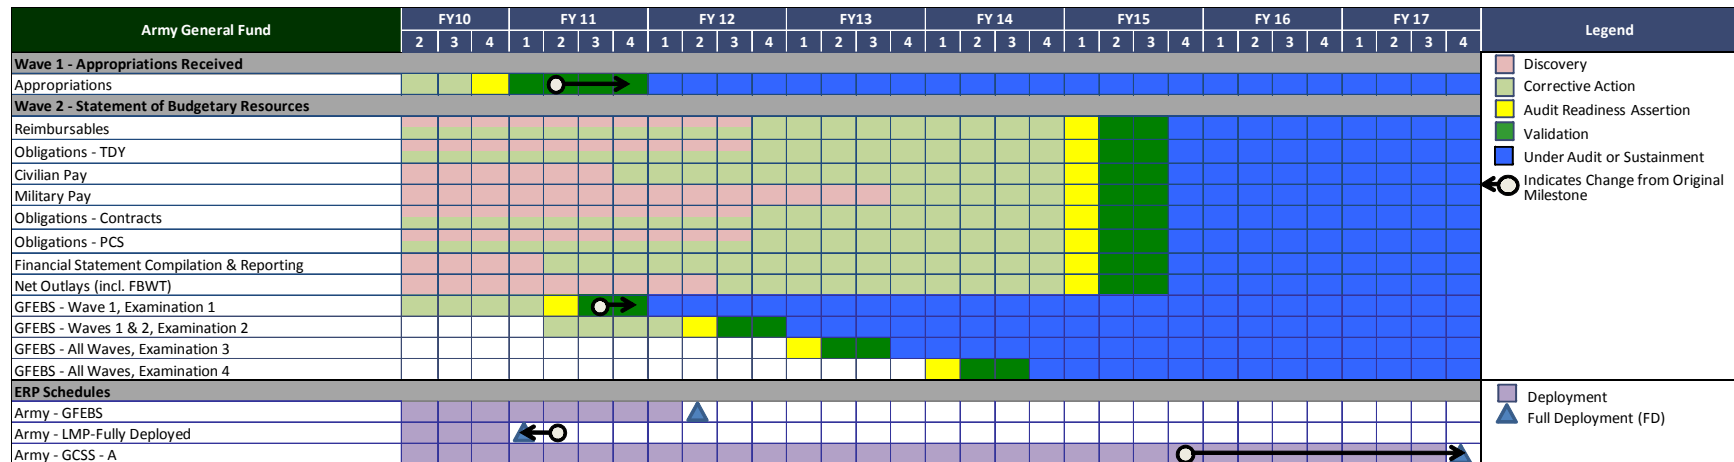 Army General Fund
FY10 FY 11 FY 12 FY13 FY 14 FY15 FY 16 FY 17
Legend
2 3 4 1 2 3 4 1 2 3 4 1 2 3 4 1 2 3 4 1 2 3 4 1 2 3 4 1 2 3 4
Wave 1 - Appropriations Received
Appropriations
Wave 2 - Statement of Budgetary Resources
Reimbursables
Obligations - TDY
Civilian Pay
Military Pay
Obligations - Contracts
Obligations - PCS
Financial Statement Compilation & Reporting
Net Outlays (incl. FBWT)
GFEBS - Wave 1, Examination 1
GFEBS - Waves 1 & 2, Examination 2
GFEBS - All Waves, Examination 3
GFEBS - All Waves, Examination 4
ERP Schedules
Army - GFEBS
Army - LMP-Fully Deployed
Army - GCSS - A
Discovery
Corrective Action
Audit Readiness Assertion
Validation
Under Audit or Sustainment
Indicates Change from Original
Milestone
Deployment
Full Deployment (FD)